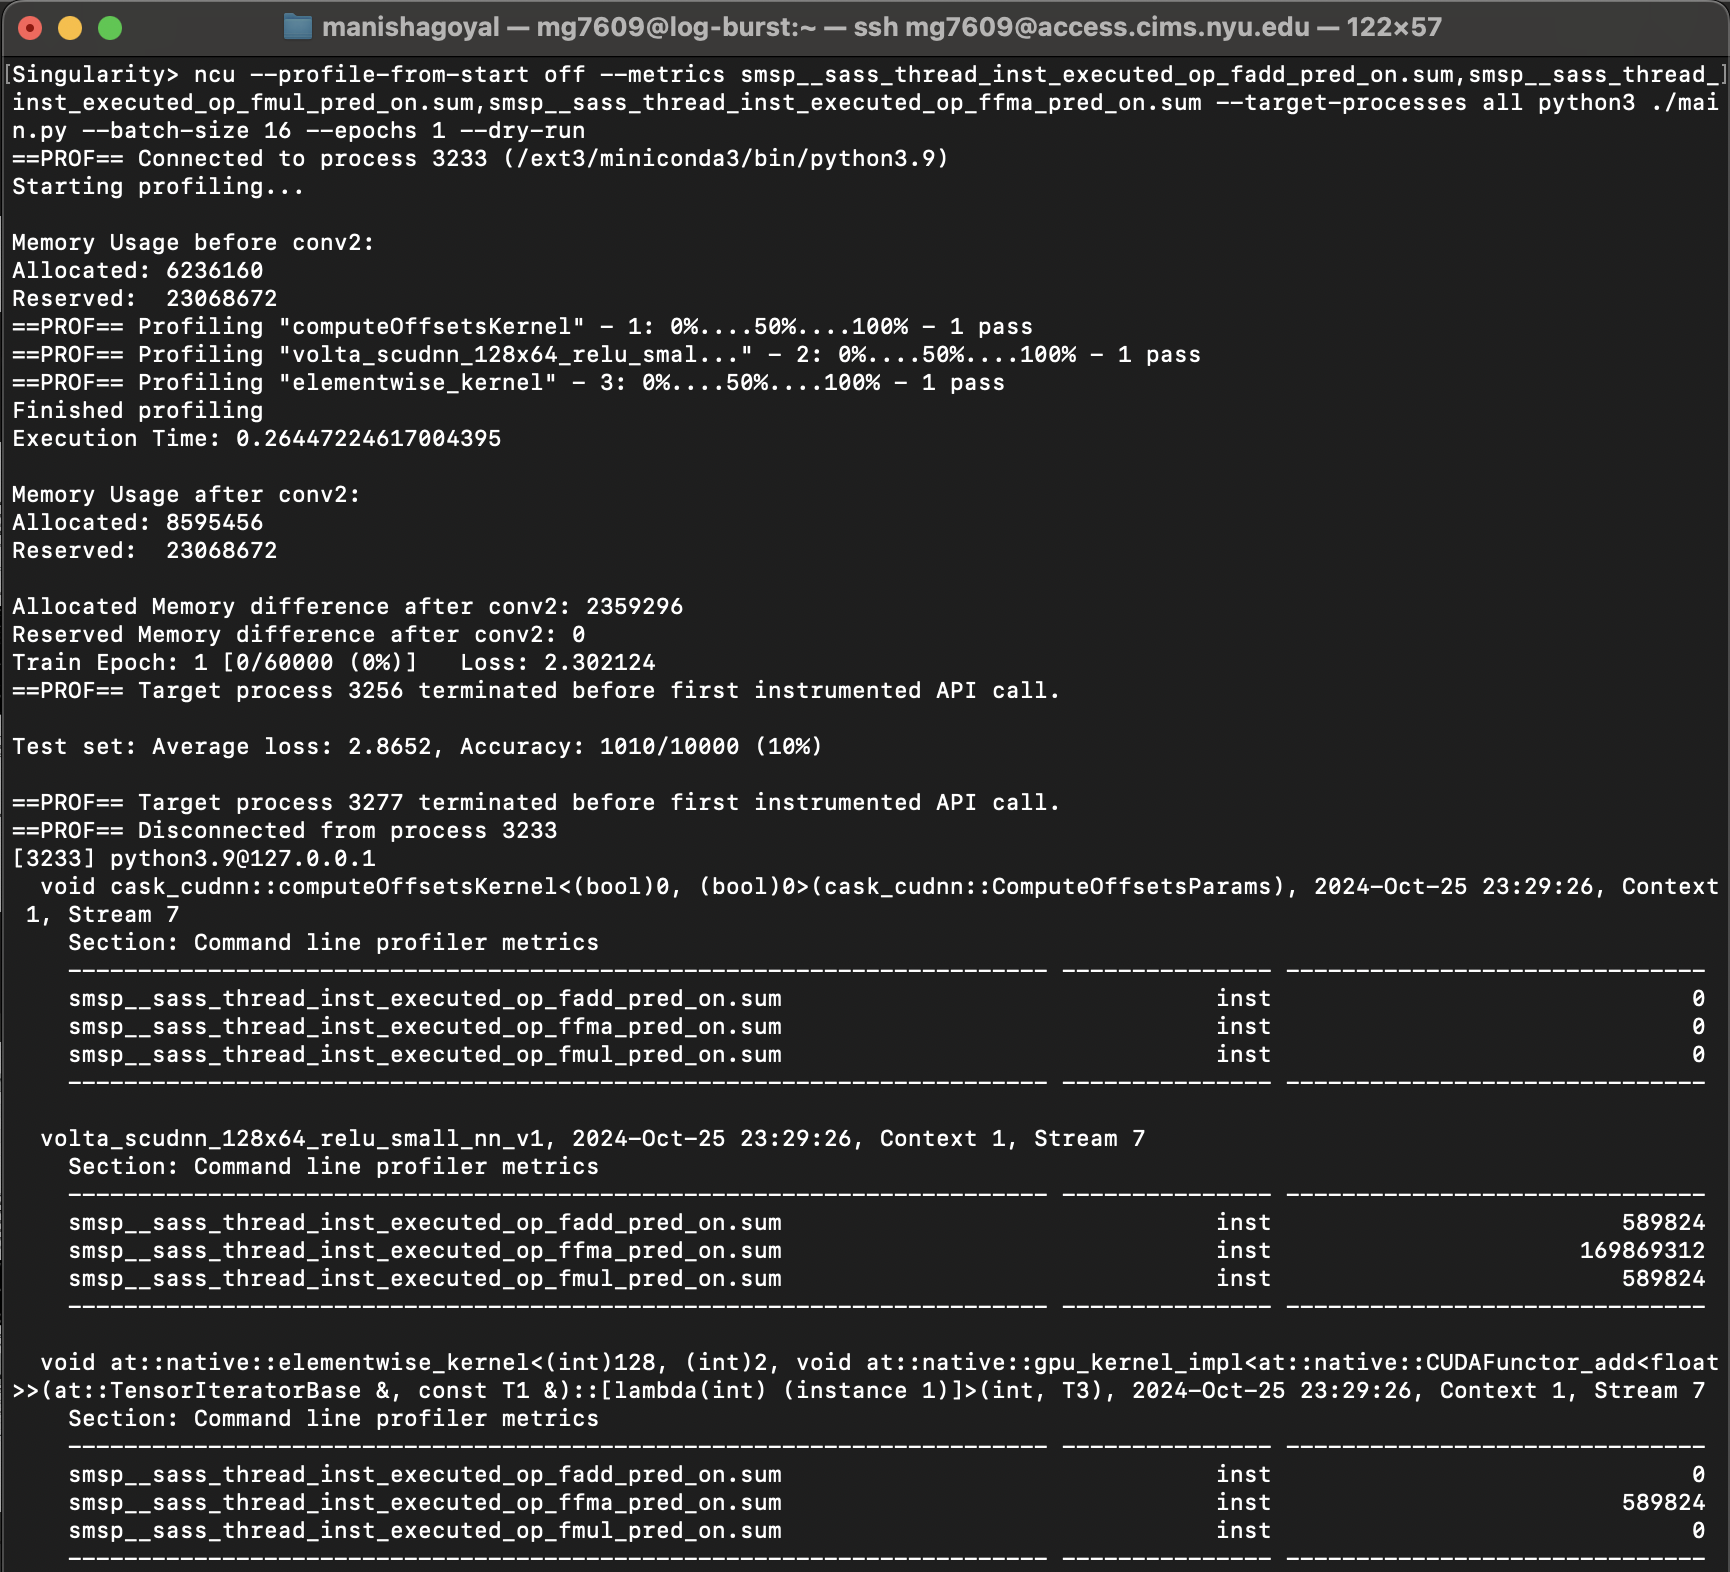 manishagoyal — mg7609@log-burst:~ — ssh mg7609@access.cims.nyu.edu — 122×57
[Singularity> ncu --profile-from-start off --metrics smsp__sass_thread_inst_executed_op_fadd_pred_on.sum,smsp__sass_thread_]
inst_executed_op_fmul_pred_on.sum,smsp__sass_thread_inst_executed_op_ffma_pred_on.sum --target-processes all python3 ./mai
n.py --batch-size 16 --epochs 1 --dry-run
==PROF== Connected to process 3233 (/ext3/miniconda3/bin/python3.9)
Starting profiling...

Memory Usage before conv2:
Allocated: 6236160
Reserved:  23068672
==PROF== Profiling "computeOffsetsKernel" - 1: 0%....50%....100% - 1 pass
==PROF== Profiling "volta_scudnn_128x64_relu_smal..." - 2: 0%....50%....100% - 1 pass
==PROF== Profiling "elementwise_kernel" - 3: 0%....50%....100% - 1 pass
Finished profiling
Execution Time: 0.26447224617004395

Memory Usage after conv2:
Allocated: 8595456
Reserved:  23068672

Allocated Memory difference after conv2: 2359296
Reserved Memory difference after conv2: 0
Train Epoch: 1 [0/60000 (0%)]   Loss: 2.302124
==PROF== Target process 3256 terminated before first instrumented API call.

Test set: Average loss: 2.8652, Accuracy: 1010/10000 (10%)

==PROF== Target process 3277 terminated before first instrumented API call.
==PROF== Disconnected from process 3233
[3233] python3.9@127.0.0.1
  void cask_cudnn::computeOffsetsKernel<(bool)0, (bool)0>(cask_cudnn::ComputeOffsetsParams), 2024-Oct-25 23:29:26, Context
 1, Stream 7
    Section: Command line profiler metrics
    ---------------------------------------------------------------------- --------------- ------------------------------
    smsp__sass_thread_inst_executed_op_fadd_pred_on.sum                               inst                              0
    smsp__sass_thread_inst_executed_op_ffma_pred_on.sum                               inst                              0
    smsp__sass_thread_inst_executed_op_fmul_pred_on.sum                               inst                              0
    ---------------------------------------------------------------------- --------------- ------------------------------

  volta_scudnn_128x64_relu_small_nn_v1, 2024-Oct-25 23:29:26, Context 1, Stream 7
    Section: Command line profiler metrics
    ---------------------------------------------------------------------- --------------- ------------------------------
    smsp__sass_thread_inst_executed_op_fadd_pred_on.sum                               inst                         589824
    smsp__sass_thread_inst_executed_op_ffma_pred_on.sum                               inst                      169869312
    smsp__sass_thread_inst_executed_op_fmul_pred_on.sum                               inst                         589824
    ---------------------------------------------------------------------- --------------- ------------------------------

  void at::native::elementwise_kernel<(int)128, (int)2, void at::native::gpu_kernel_impl<at::native::CUDAFunctor_add<float
>>(at::TensorIteratorBase &, const T1 &)::[lambda(int) (instance 1)]>(int, T3), 2024-Oct-25 23:29:26, Context 1, Stream 7
    Section: Command line profiler metrics
    ---------------------------------------------------------------------- --------------- ------------------------------
    smsp__sass_thread_inst_executed_op_fadd_pred_on.sum                               inst                              0
    smsp__sass_thread_inst_executed_op_ffma_pred_on.sum                               inst                         589824
    smsp__sass_thread_inst_executed_op_fmul_pred_on.sum                               inst                              0
    ---------------------------------------------------------------------- --------------- ------------------------------